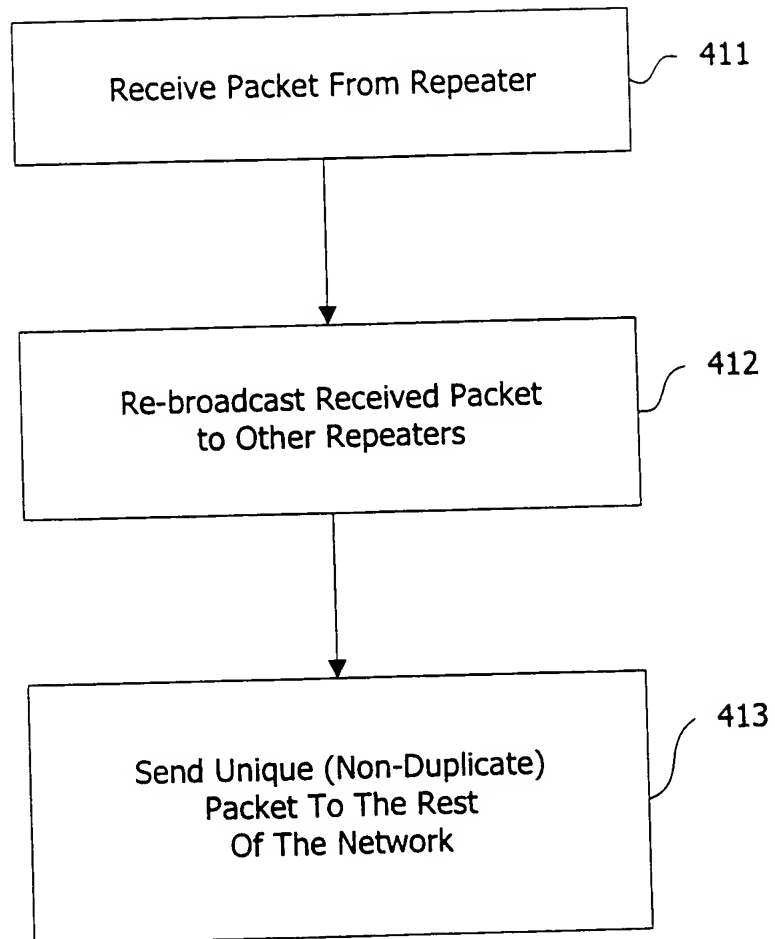 Receive Packet From Repeater
411
Re-broadcast Received Packet
to Other Repeaters
412
Send Unique (Non-Duplicate)
Packet To The Rest
Of The Network
413